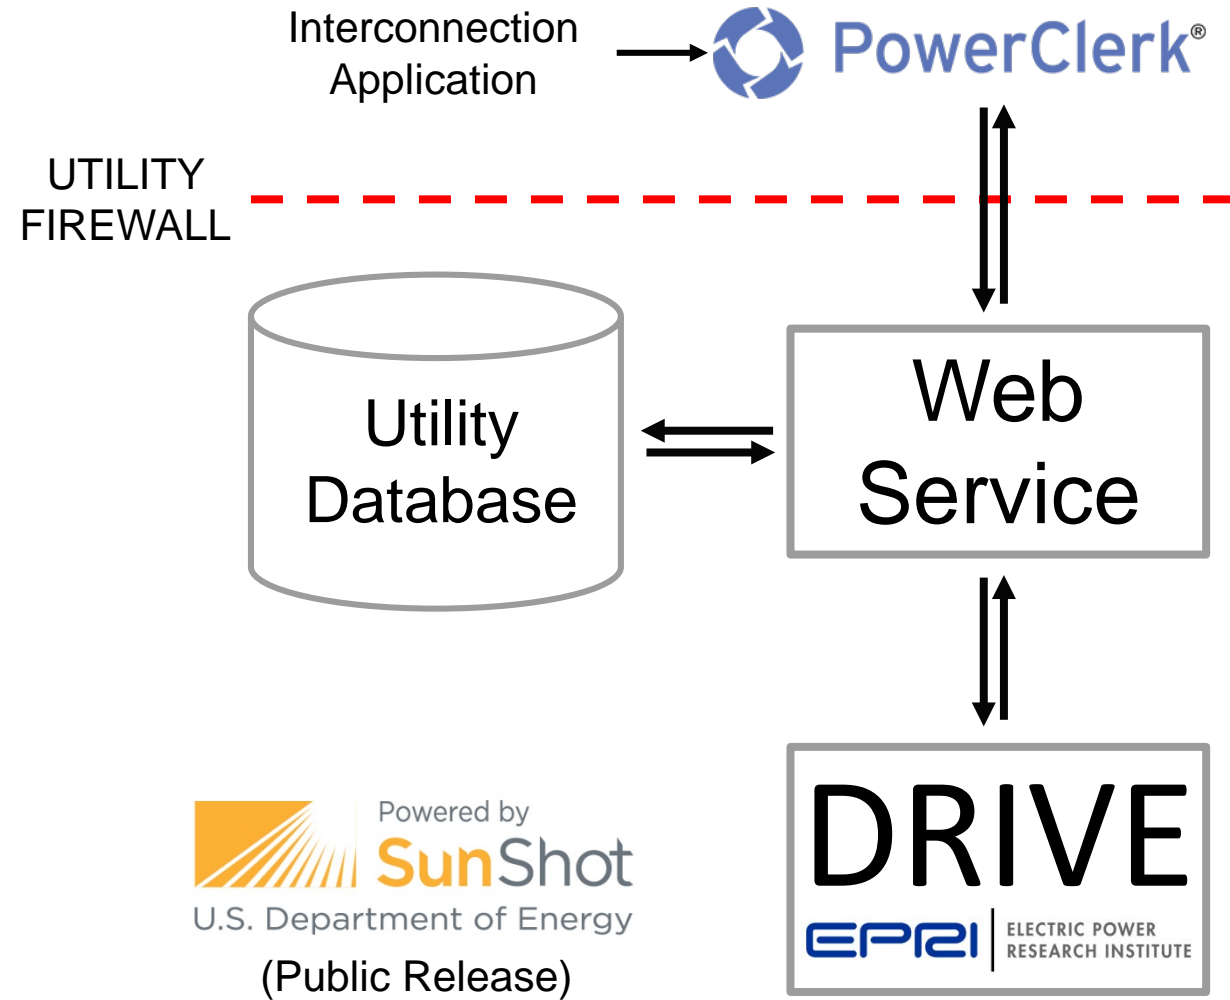 Interconnection
Application
PowerClerk®
UTILITY
FIREWALL
Utility
Database
Web
Service
DRIVE
EPRI
ELECTRIC POWER
RESEARCH INSTITUTE
Powered by
SunShot
U.S. Department of Energy
(Public Release)